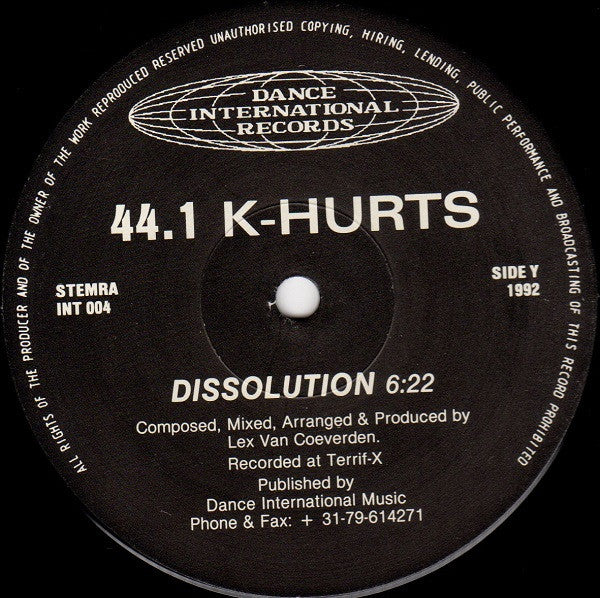 ALL RIGHTS OF THE PRODUCER AND OF THE OWNER OF THE WORK REPRODUCED RESERVED UNAUTHORISED COPYING, HIRING, LENDING, PUBLIC PERFORMANCE AND BROADCASTING OF THIS RECORD PROHIBITED
DANCE
INTERNATIONAL
RECORDS
44.1 K-HURTS
STEMRA
INT 004
SIDE Y
1992
DISSOLUTION 6:22
Composed, Mixed, Arranged & Produced by
Lex Van Coeverden.
Recorded at Terrif-X
Published by
Dance International Music
Phone & Fax: + 31-79-614271